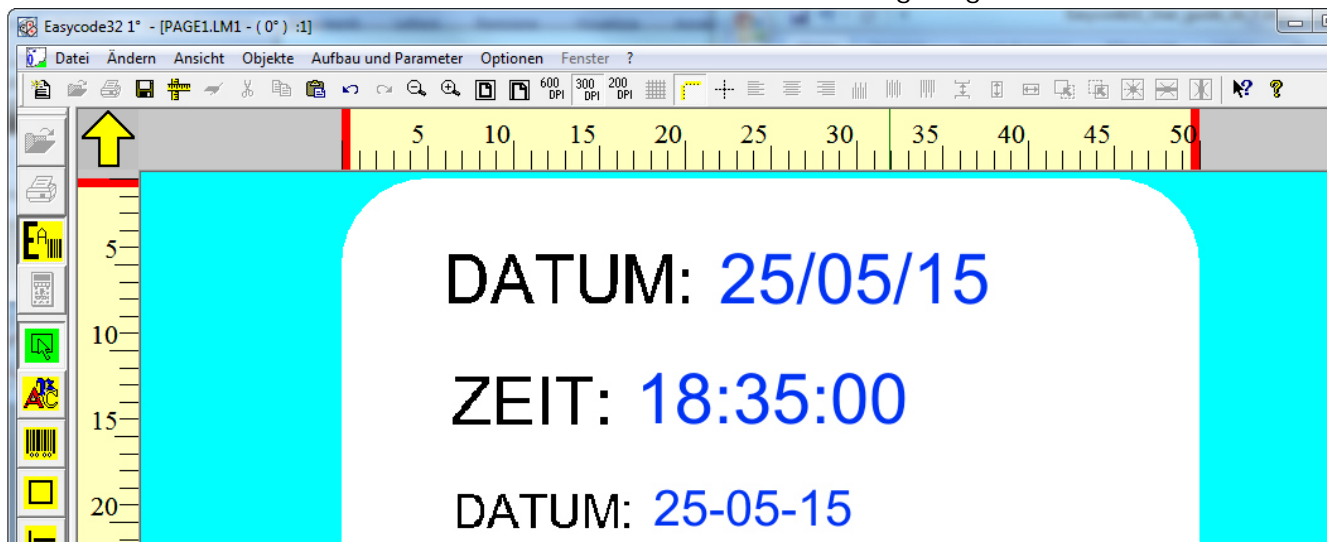 Easycode32 1° - [PAGE1.LM1 - ( 0° ) :1]
Datei Ändern Ansicht Objekte Aufbau und Parameter Optionen Fenster ?
600 DPI 300 DPI 200 DPI
5 10 15 20 25 30 35 40 45 50
5
DATUM: 25/05/15
10
ZEIT: 18:35:00
15
20
DATUM: 25-05-15